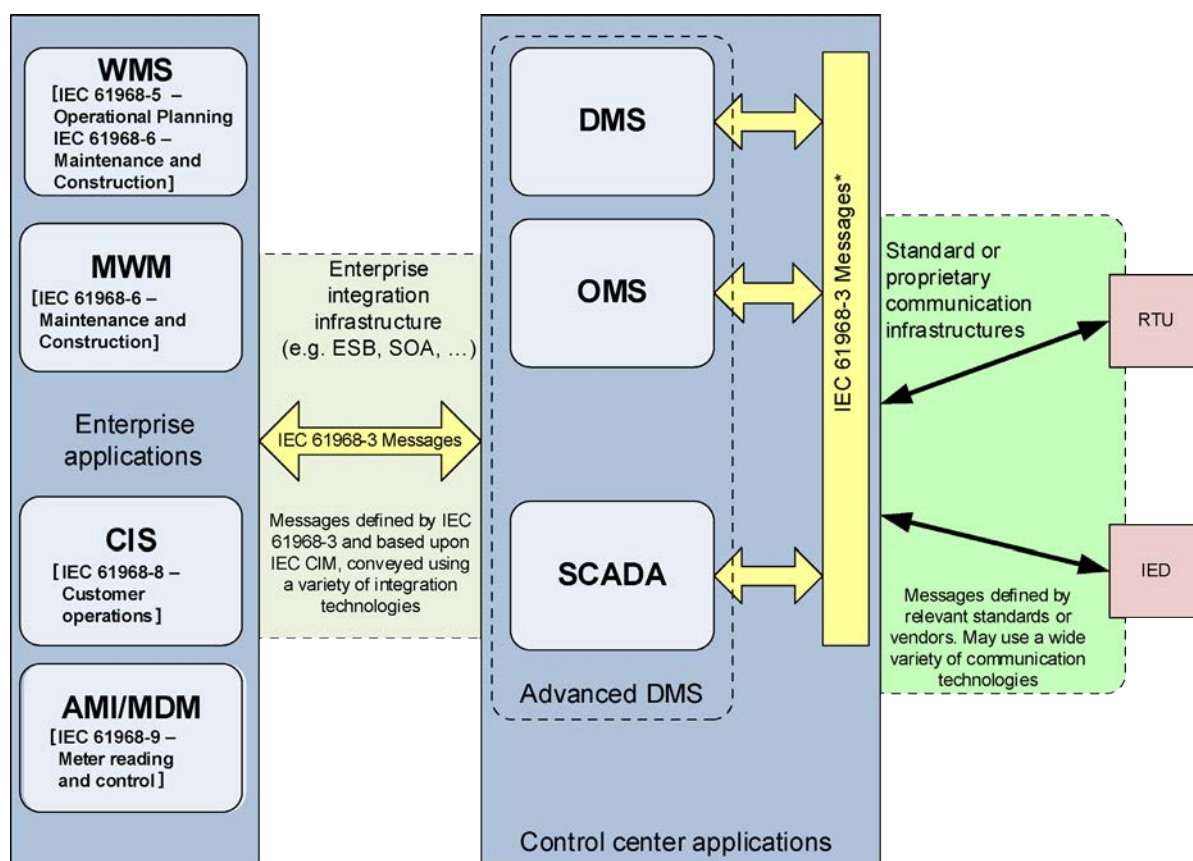 WMS
[IEC 61968-5 –
Operational Planning
IEC 61968-6 –
Maintenance and
Construction]
MWM
[IEC 61968-6 –
Maintenance and
Construction]
Enterprise
applications
CIS
[IEC 61968-8 –
Customer
operations]
AMI/MDM
[IEC 61968-9 –
Meter reading
and control]
Enterprise
integration
infrastructure
(e.g. ESB, SOA, …)
IEC 61968-3 Messages
Messages defined by IEC
61968-3 and based upon
IEC CIM, conveyed using
a variety of integration
technologies
DMS
OMS
SCADA
Advanced DMS
IEC 61968-3 Messages*
Control center applications
Standard or
proprietary
communication
infrastructures
Messages defined by
relevant standards or
vendors. May use a wide
variety of communication
technologies
RTU
IED